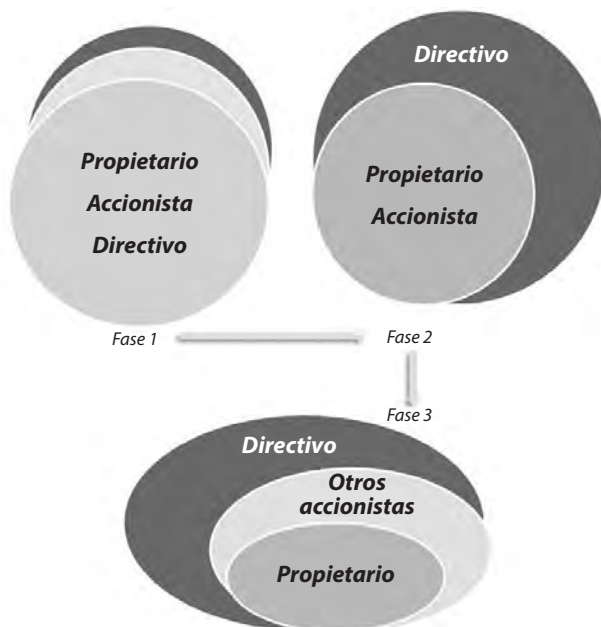 Propietario
Accionista
Directivo
Directivo
Propietario
Accionista
Fase 1
Fase 2
Fase 3
Directivo
Otros
accionistas
Propietario